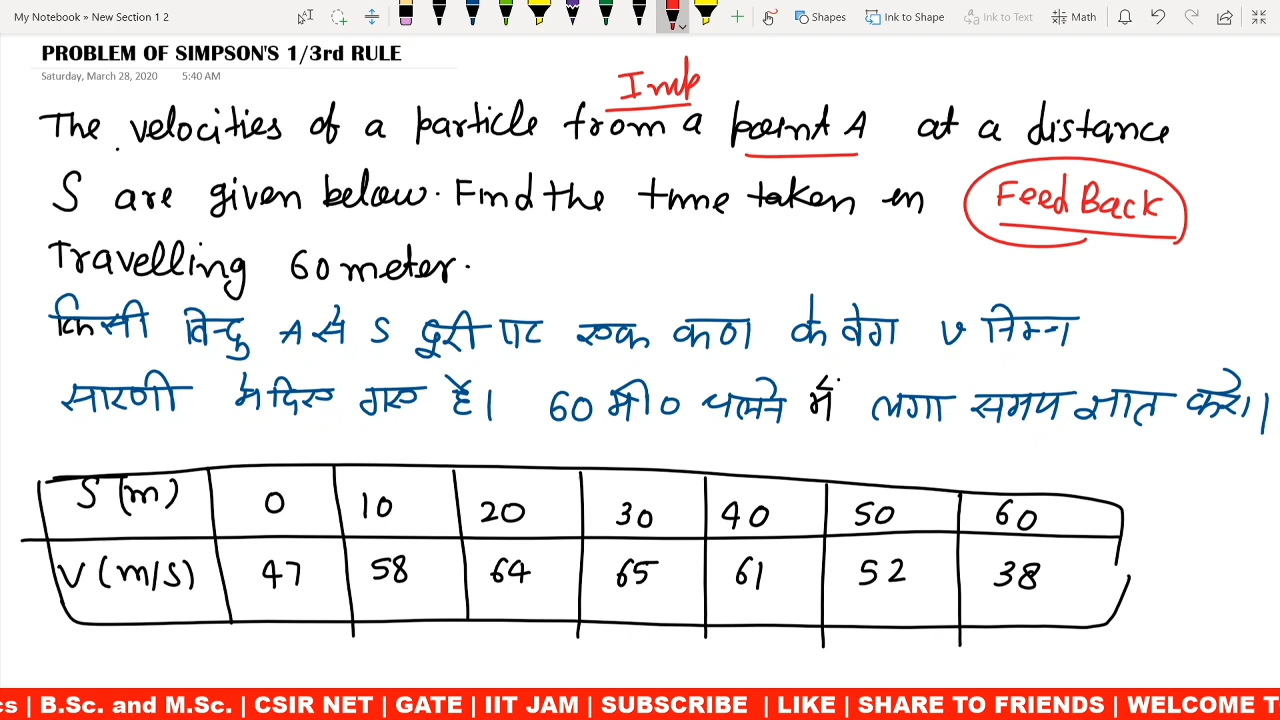 My Notebook » New Section 1 2
Shapes
Ink to Shape
Ink to Text
Math
PROBLEM OF SIMPSON'S 1/3rd RULE
Saturday, March 28, 2020 5:40 AM
Imp
The velocities of a particle from a point A at a distance
S are given below. Find the time taken in
Feed Back
Travelling 60 meter.
किसी विन्दु A से S दूरी पर एक कण के वेग v निम्न
सारणी मे दिए गए है। 60 मी० चलने में लगा समय ज्ञात करे।।
S (m) 0 10 20 30 40 50 60
V (m/s) 47 58 64 65 61 52 38
cs | B.Sc. and M.Sc. | CSIR NET | GATE | IIT JAM | SUBSCRIBE | LIKE | SHARE TO FRIENDS | WELCOME T